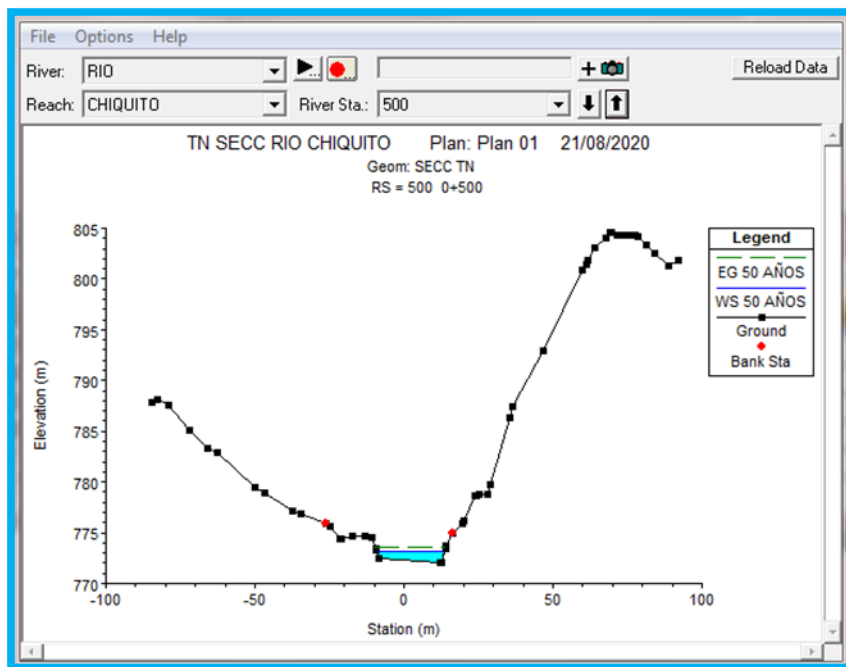 File Options Help
River: RIO Reload Data
Reach: CHIQUITO River Sta.: 500
TN SECC RIO CHIQUITO Plan: Plan 01 21/08/2020
Geom: SECC TN
RS = 500 0+500
Legend
EG 50 AÑOS
WS 50 AÑOS
Ground
Bank Sta
Elevation (m)
805
800
795
790
785
780
775
770
-100 -50 0 50 100
Station (m)